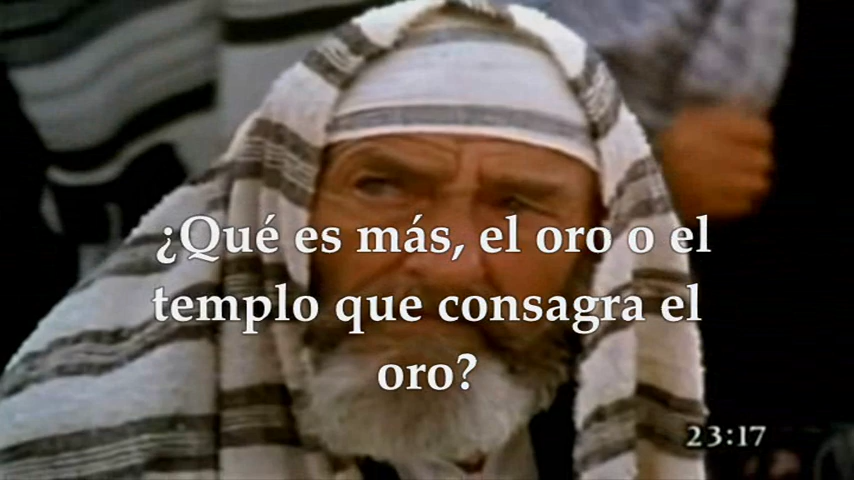 ¿Qué es más, el oro o el
templo que consagra el
oro?
23:17